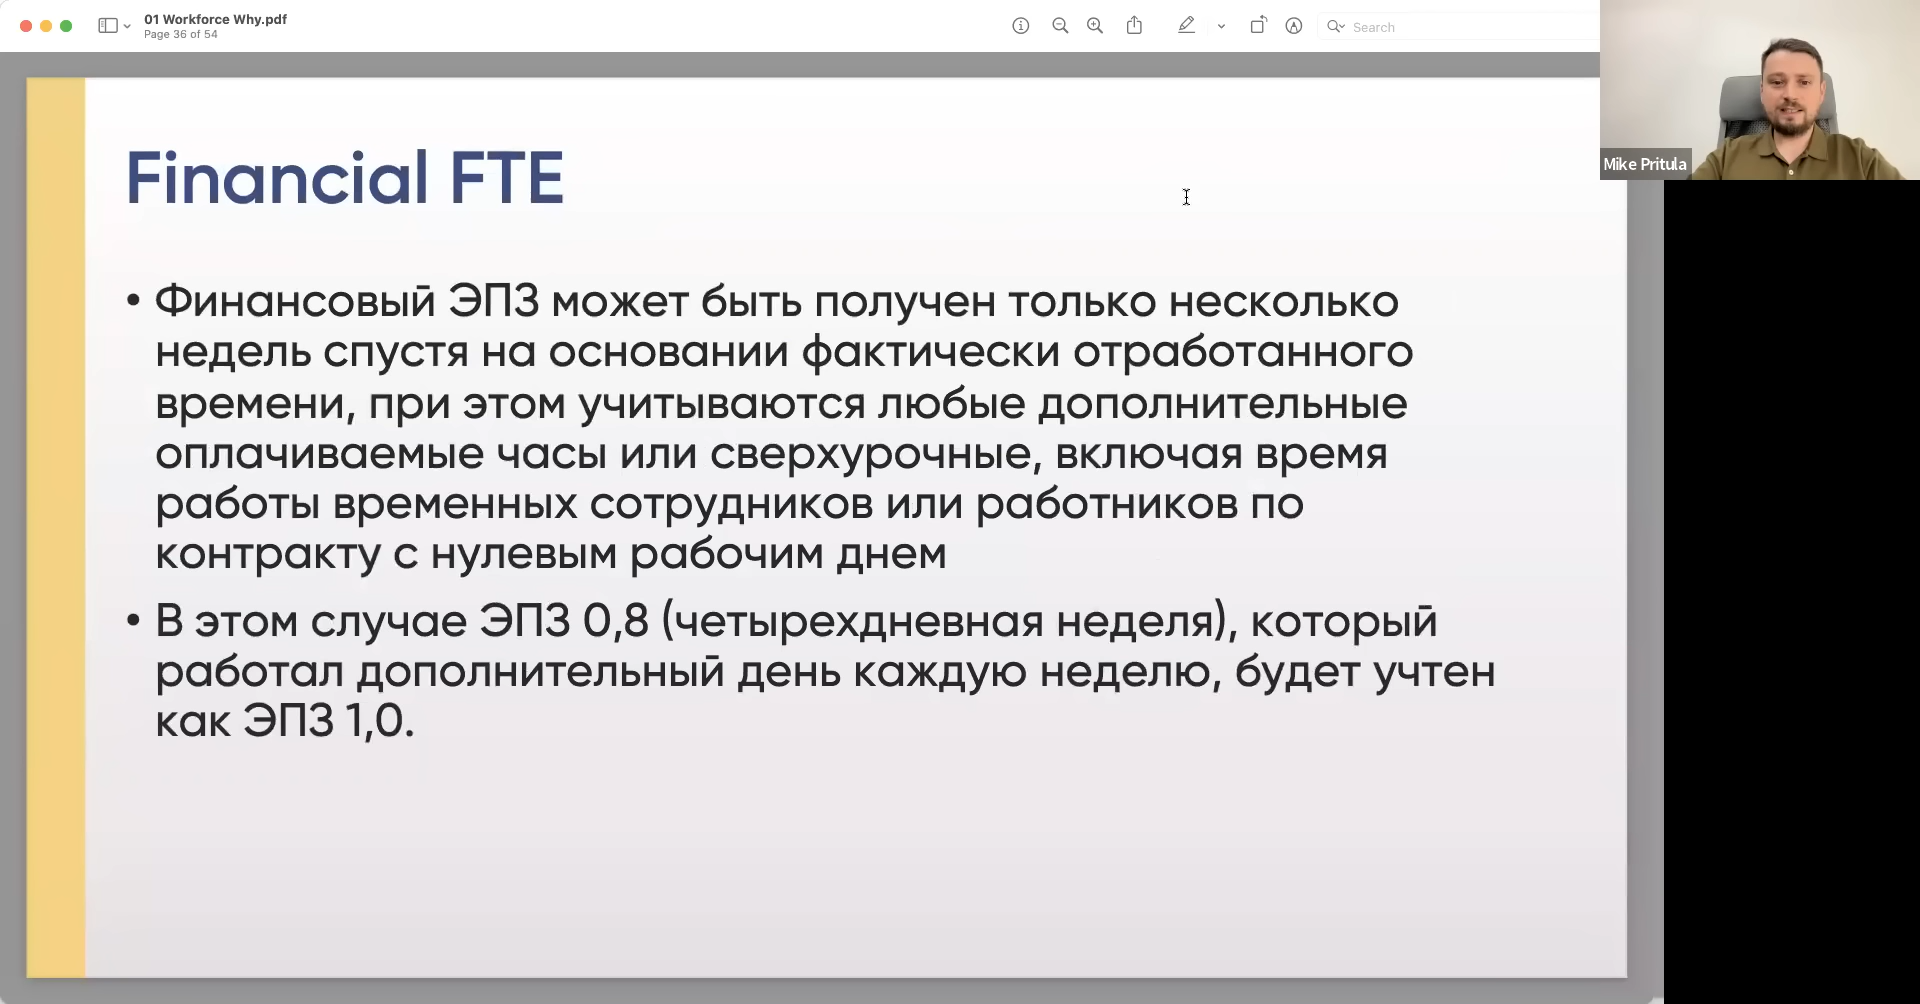 01 Workforce Why.pdf
Page 36 of 54
Search
Mike Pritula
Financial FTE
• Финансовый ЭПЗ может быть получен только несколько
недель спустя на основании фактически отработанного
времени, при этом учитываются любые дополнительные
оплачиваемые часы или сверхурочные, включая время
работы временных сотрудников или работников по
контракту с нулевым рабочим днем
• В этом случае ЭПЗ 0,8 (четырехдневная неделя), который
работал дополнительный день каждую неделю, будет учтен
как ЭПЗ 1,0.